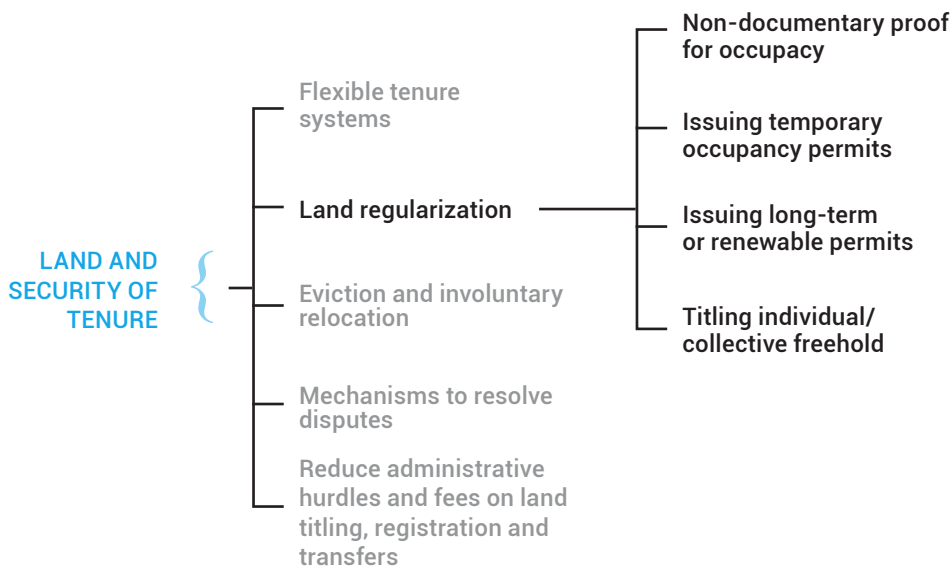 LAND AND
SECURITY OF
TENURE
Flexible tenure
systems
Land regularization
Eviction and involuntary
relocation
Mechanisms to resolve
disputes
Reduce administrative
hurdles and fees on land
titling, registration and
transfers
Non-documentary proof
for occupacy
Issuing temporary
occupancy permits
Issuing long-term
or renewable permits
Titling individual/
collective freehold